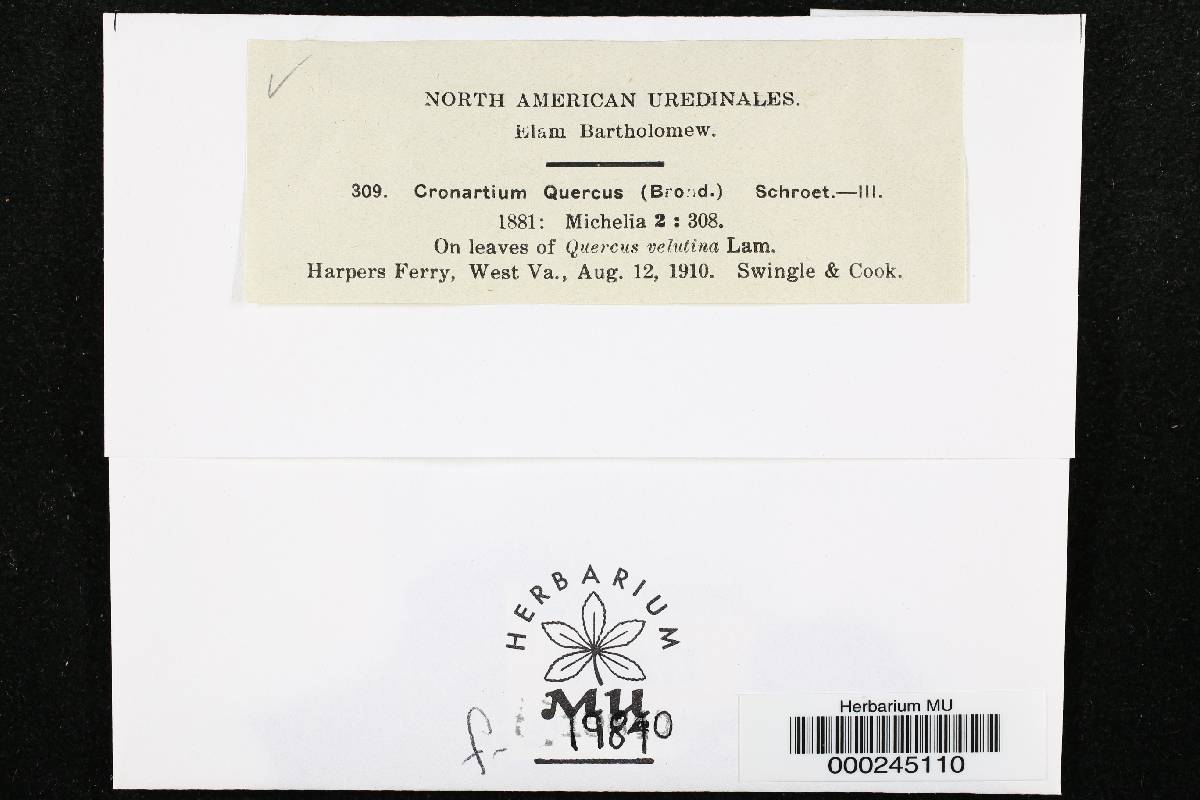 NORTH AMERICAN UREDINALES.
Elam Bartholomew.
309. Cronartium Quercus (Brond.) Schroet.—III.
1881: Michelia 2 : 308.
On leaves of Quercus velutina Lam.
Harpers Ferry, West Va., Aug. 12, 1910. Swingle & Cook.
HERBARIUM
MU
1989
Herbarium MU
000245110